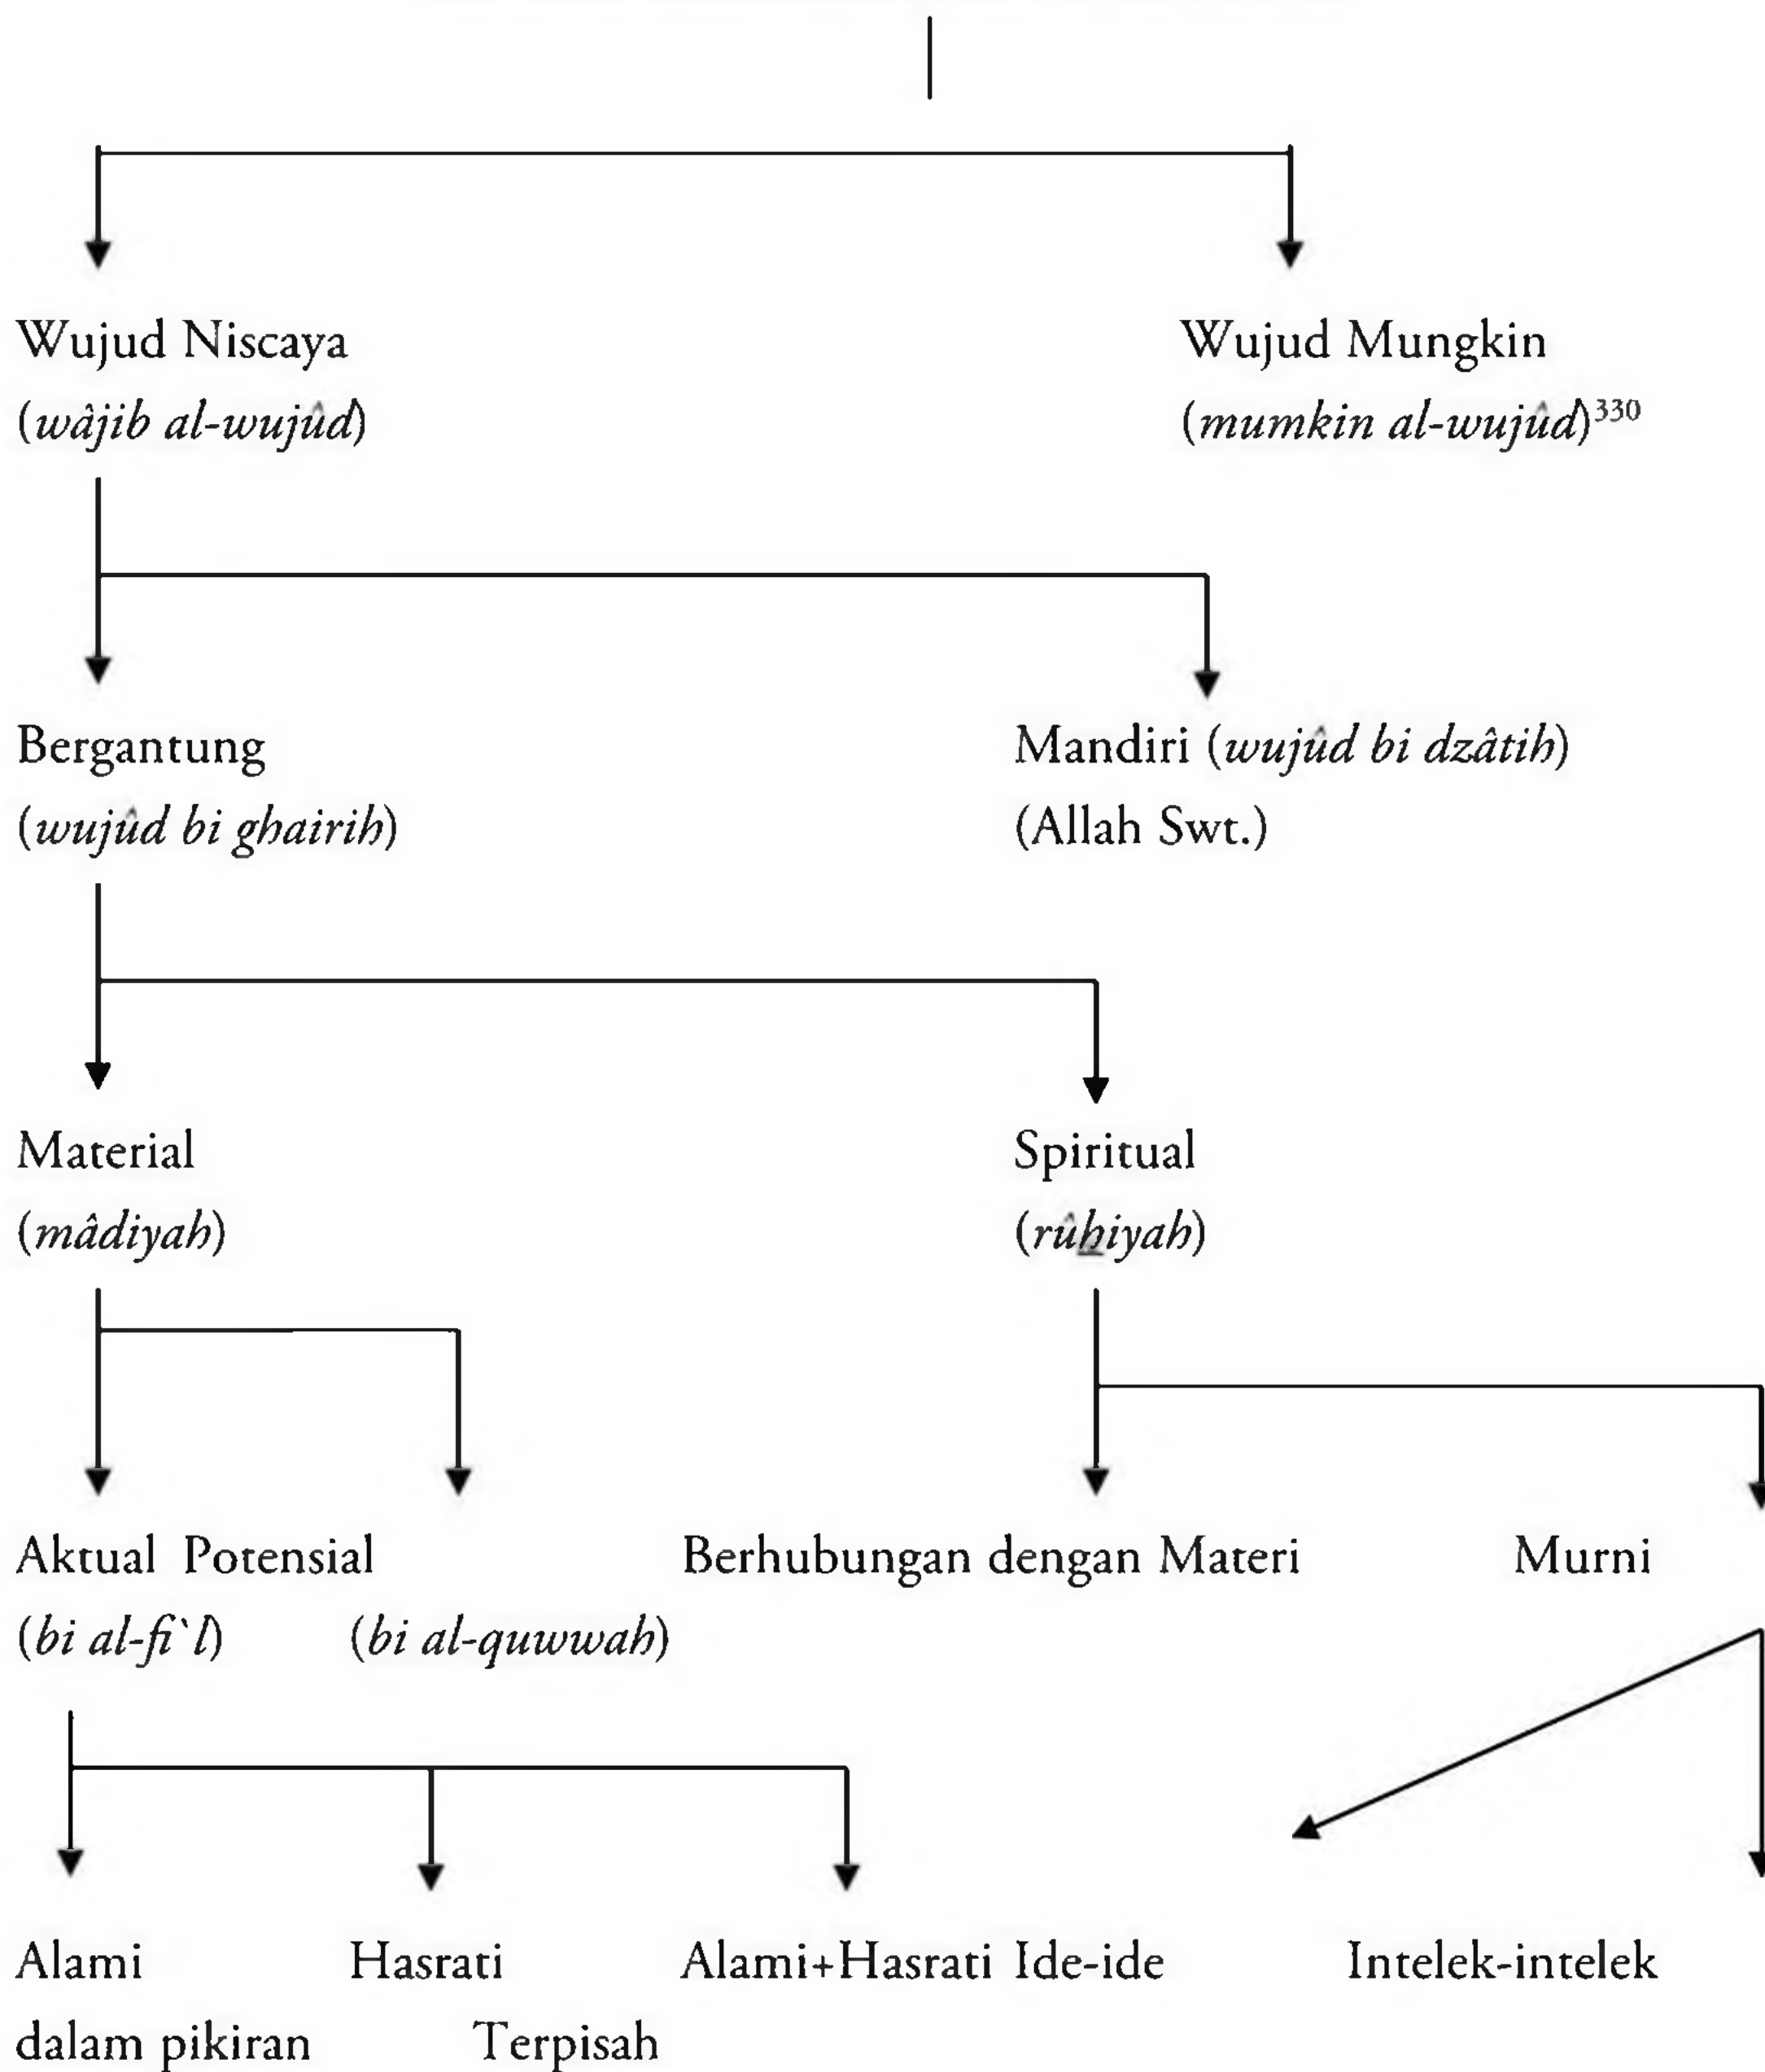 Wujud Niscaya Wujud Mungkin
(wâjib al-wujûd) (mumkin al-wujûd)³³⁰
Bergantung Mandiri (wujûd bi dzâtih)
(wujûd bi ghairih) (Allah Swt.)
Material Spiritual
(mâdiyah) (rûẖiyah)
Aktual Potensial Berhubungan dengan Materi Murni
(bi al-fi`l) (bi al-quwwah)
Alami Hasrati Alami+Hasrati Ide-ide Intelek-intelek
dalam pikiran Terpisah